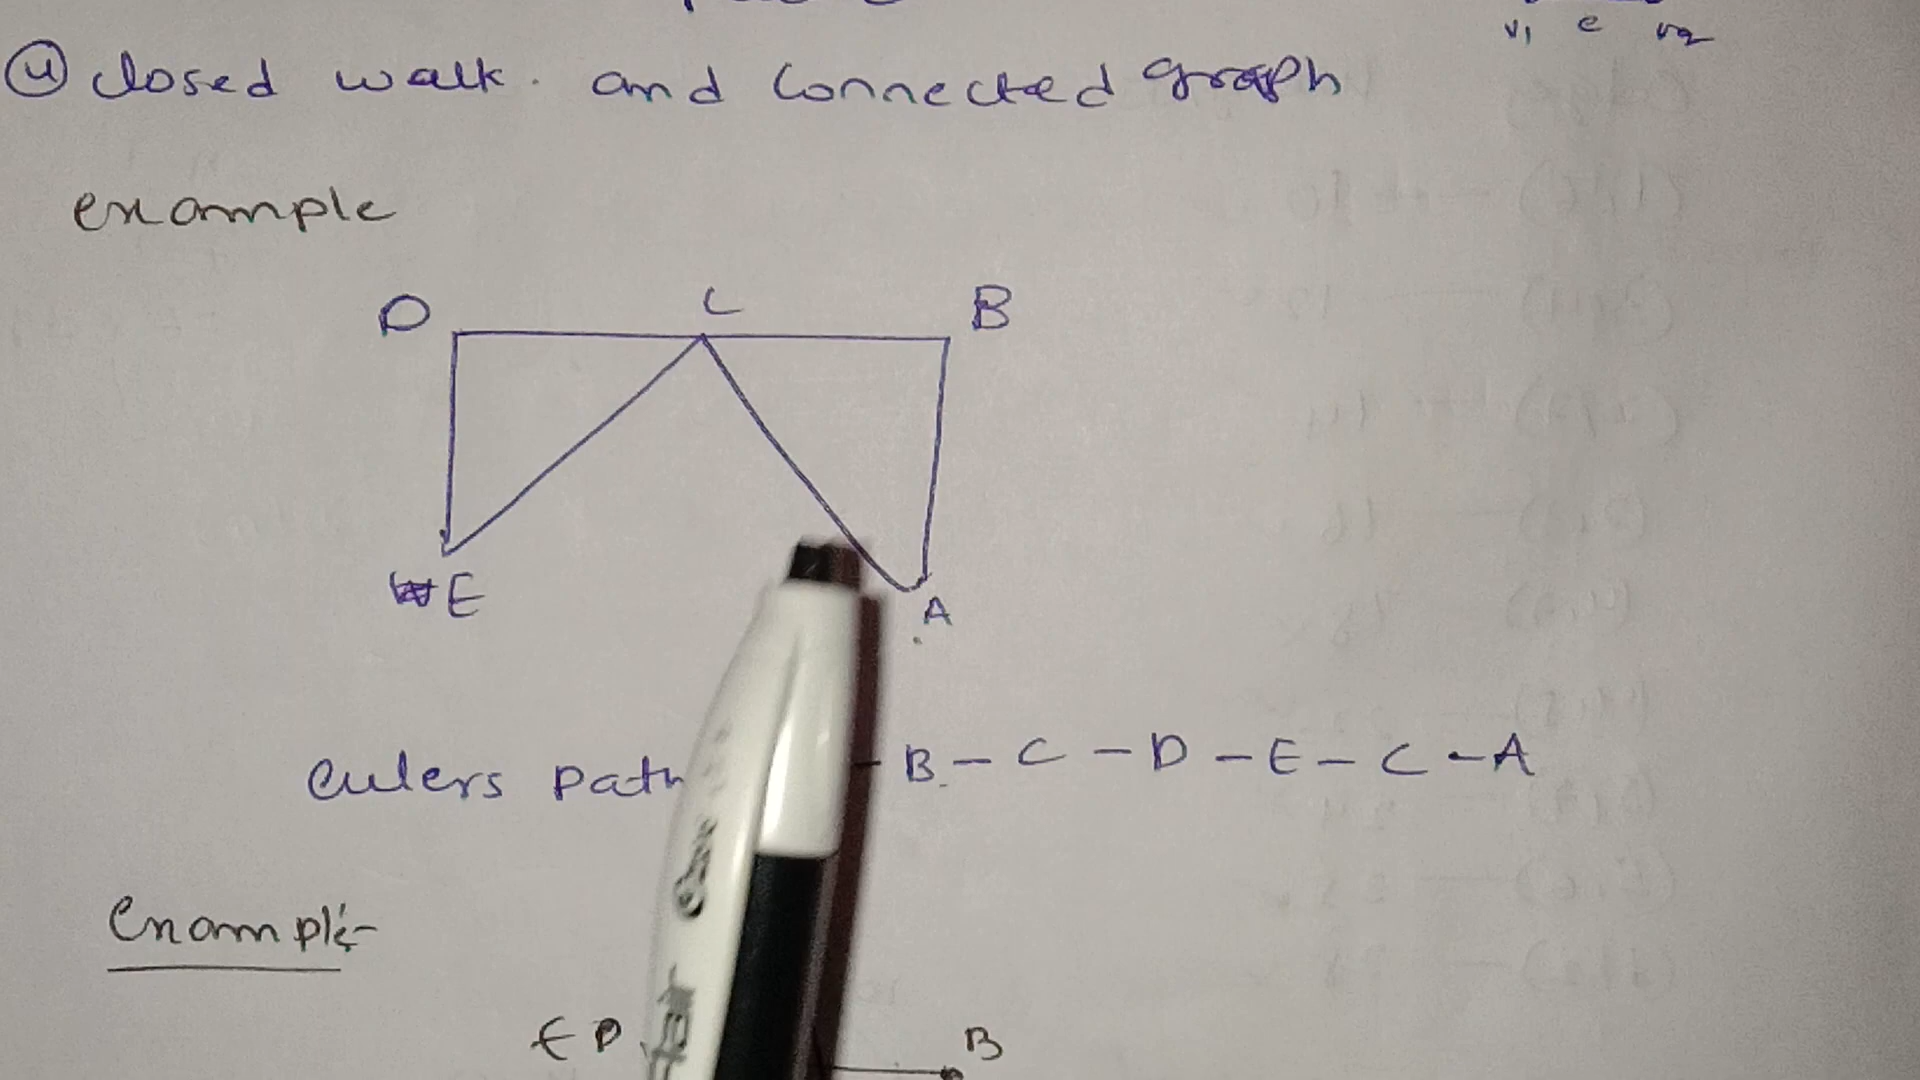 v1 e v2
④ closed walk. and connected graph
example
D C B
E A
eulers path - B - C - D - E - C - A
Example:-
B